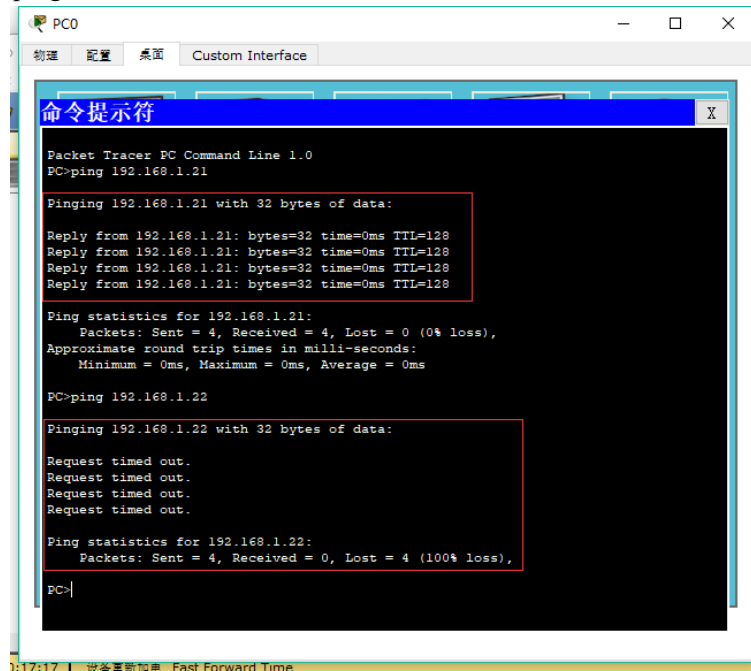 PC0
物理 配置 桌面 Custom Interface
命令提示符
X
Packet Tracer PC Command Line 1.0
PC>ping 192.168.1.21
Pinging 192.168.1.21 with 32 bytes of data:
Reply from 192.168.1.21: bytes=32 time=0ms TTL=128
Reply from 192.168.1.21: bytes=32 time=0ms TTL=128
Reply from 192.168.1.21: bytes=32 time=0ms TTL=128
Reply from 192.168.1.21: bytes=32 time=0ms TTL=128
Ping statistics for 192.168.1.21:
Packets: Sent = 4, Received = 4, Lost = 0 (0% loss),
Approximate round trip times in milli-seconds:
Minimum = 0ms, Maximum = 0ms, Average = 0ms
PC>ping 192.168.1.22
Pinging 192.168.1.22 with 32 bytes of data:
Request timed out.
Request timed out.
Request timed out.
Request timed out.
Ping statistics for 192.168.1.22:
Packets: Sent = 4, Received = 0, Lost = 4 (100% loss),
PC>
:17:17 设备重新加电 Fast Forward Time